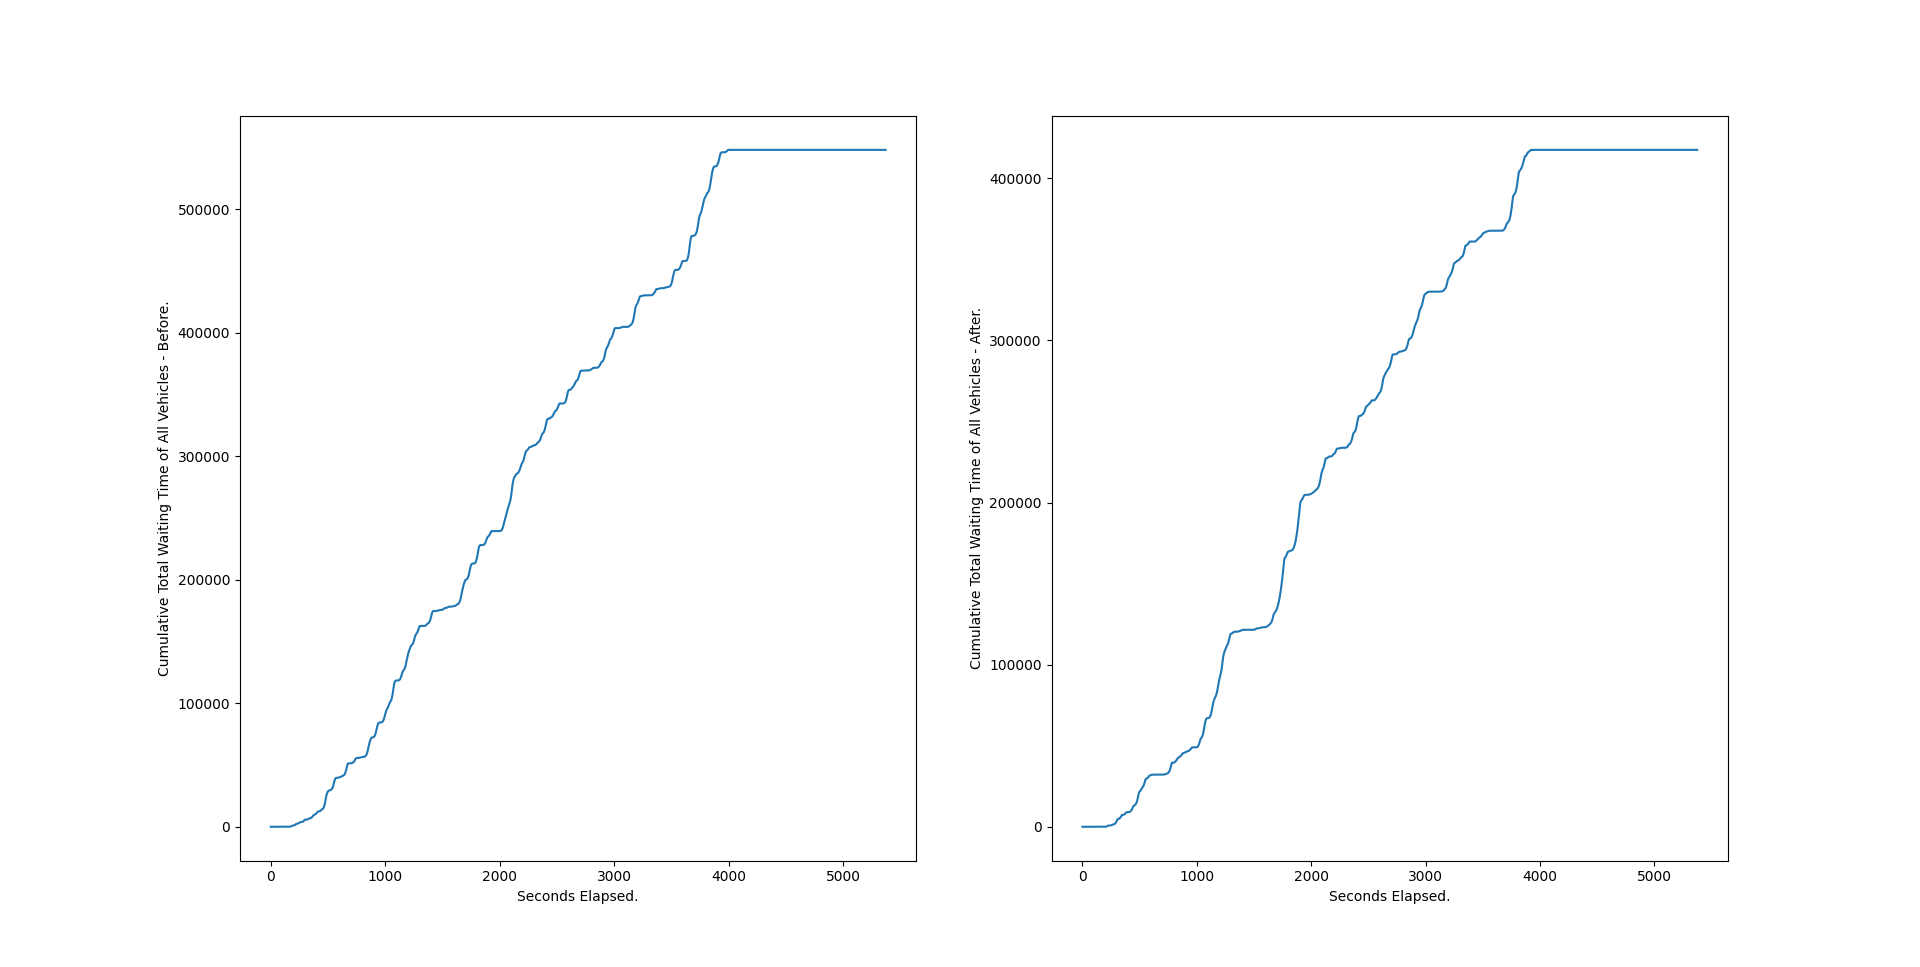 Cumulative Total Waiting Time of All Vehicles - Before.
500000
400000
300000
200000
100000
0
0 1000 2000 3000 4000 5000
Seconds Elapsed.
Cumulative Total Waiting Time of All Vehicles - After.
400000
300000
200000
100000
0
0 1000 2000 3000 4000 5000
Seconds Elapsed.